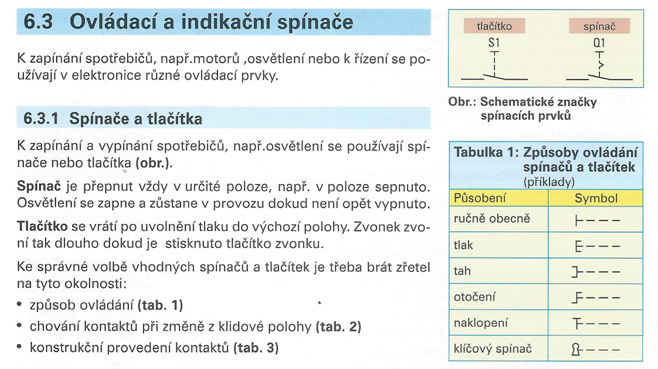 6.3 Ovládací a indikační spínače
K zapínání spotřebičů, např.motorů ,osvětlení nebo k řízení se po-
užívají v elektronice různé ovládací prvky.
6.3.1 Spínače a tlačítka
K zapínání a vypínání spotřebičů, např.osvětlení se používají spí-
nače nebo tlačítka (obr.).
Spínač je přepnut vždy v určité poloze, např. v poloze sepnuto.
Osvětlení se zapne a zůstane v provozu dokud není opět vypnuto.
Tlačítko se vrátí po uvolnění tlaku do výchozí polohy. Zvonek zvo-
ní tak dlouho dokud je stisknuto tlačítko zvonku.
Ke správné volbě vhodných spínačů a tlačítek je třeba brát zřetel
na tyto okolnosti:
• způsob ovládání (tab. 1)
• chování kontaktů při změně z klidové polohy (tab. 2)
• konstrukční provedení kontaktů (tab. 3)
tlačítko spínač
S1 Q1
Obr.: Schematické značky
spínacích prvků
Tabulka 1: Způsoby ovládání
spínačů a tlačítek
(příklady)
Působení Symbol
ručně obecně
tlak
tah
otočení
naklopení
klíčový spínač